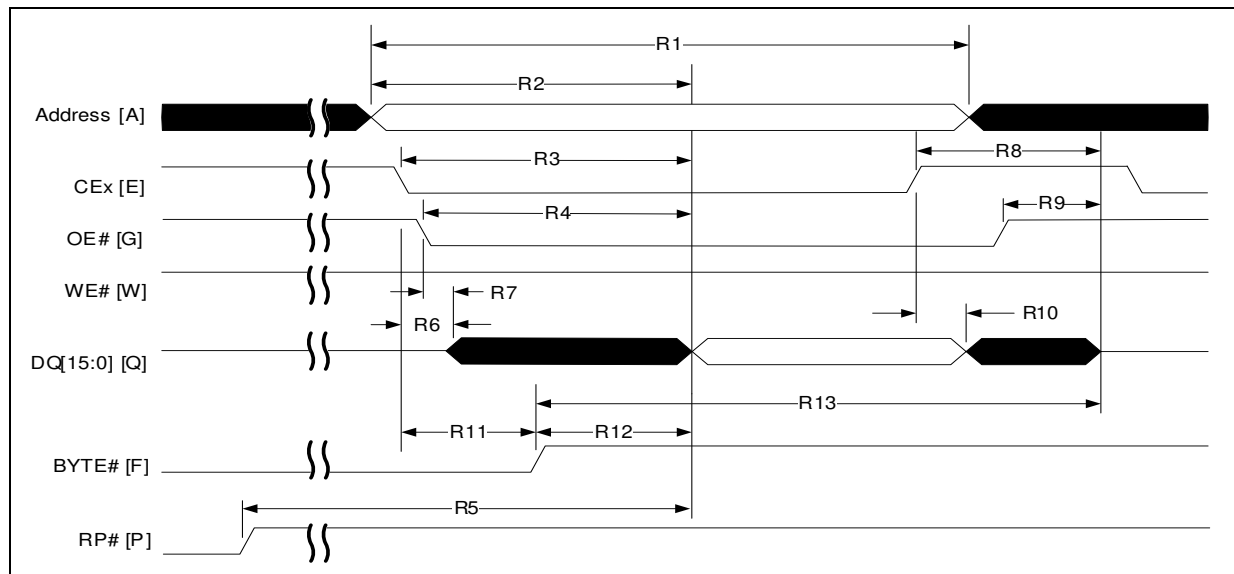 R1
R2
Address [A]
R3
R8
CEx [E]
R4
R9
OE# [G]
WE# [W]
R7
R6
R10
DQ[15:0] [Q]
R13
R11
R12
BYTE# [F]
R5
RP# [P]